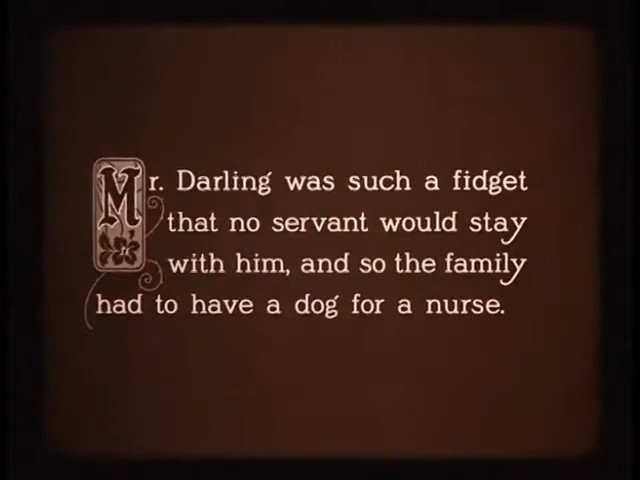 Mr. Darling was such a fidget
that no servant would stay
with him, and so the family
had to have a dog for a nurse.